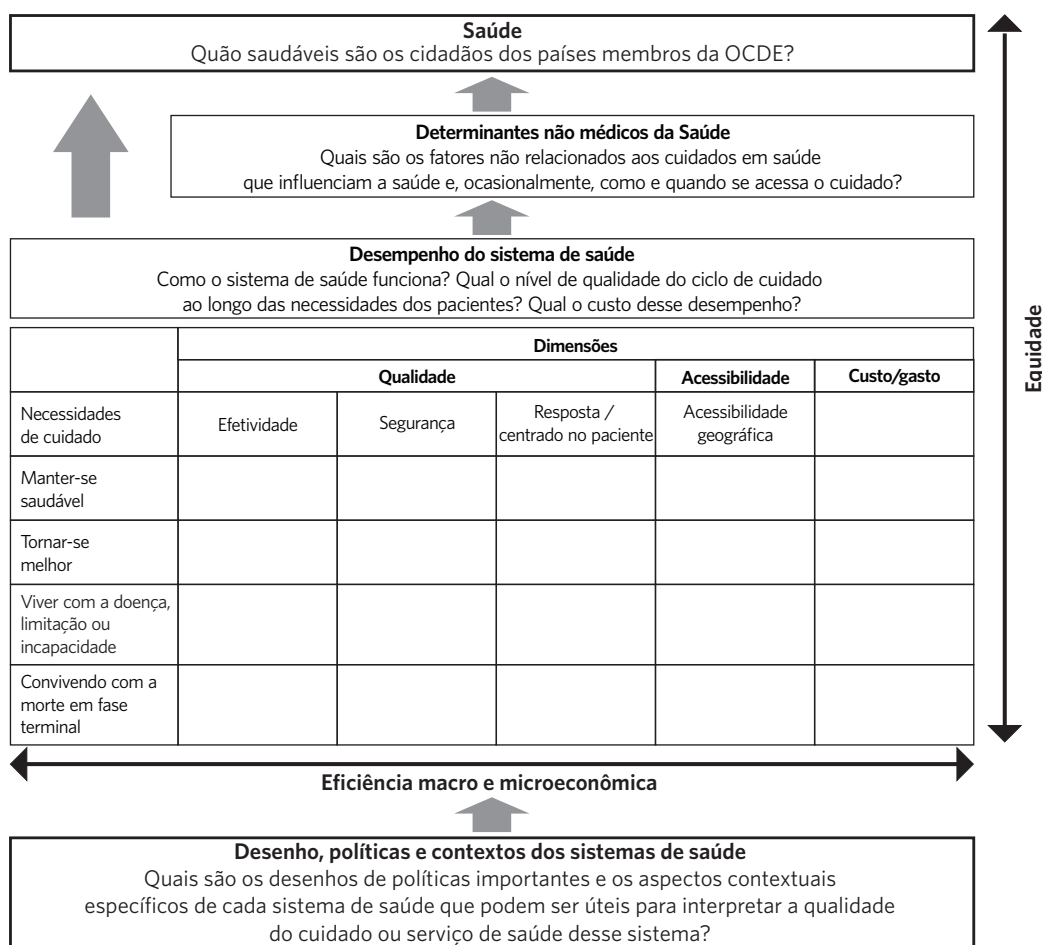 Saúde
Quão saudáveis são os cidadãos dos países membros da OCDE?
Determinantes não médicos da Saúde
Quais são os fatores não relacionados aos cuidados em saúde
que influenciam a saúde e, ocasionalmente, como e quando se acessa o cuidado?
Desempenho do sistema de saúde
Como o sistema de saúde funciona? Qual o nível de qualidade do ciclo de cuidado
ao longo das necessidades dos pacientes? Qual o custo desse desempenho?
Dimensões
Qualidade
Acessibilidade
Custo/gasto
Necessidades
de cuidado
Efetividade
Segurança
Resposta /
centrado no paciente
Acessibilidade
geográfica
Manter-se
saudável
Tornar-se
melhor
Viver com a doença,
limitação ou
incapacidade
Convivendo com a
morte em fase
terminal
Equidade
Eficiência macro e microeconômica
Desenho, políticas e contextos dos sistemas de saúde
Quais são os desenhos de políticas importantes e os aspectos contextuais
específicos de cada sistema de saúde que podem ser úteis para interpretar a qualidade
do cuidado ou serviço de saúde desse sistema?